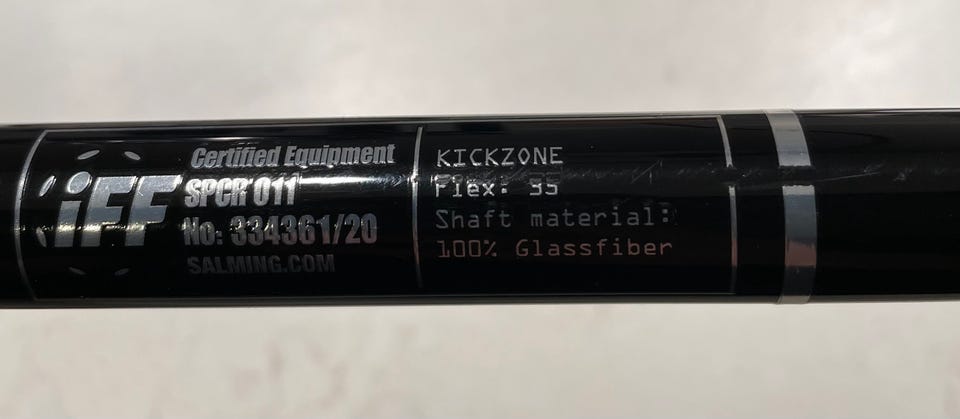 iFF
Certified Equipment
SPCR 011
No: 334361/20
SALMING.COM
KICKZONE
Flex: 35
Shaft material:
100% Glassfiber